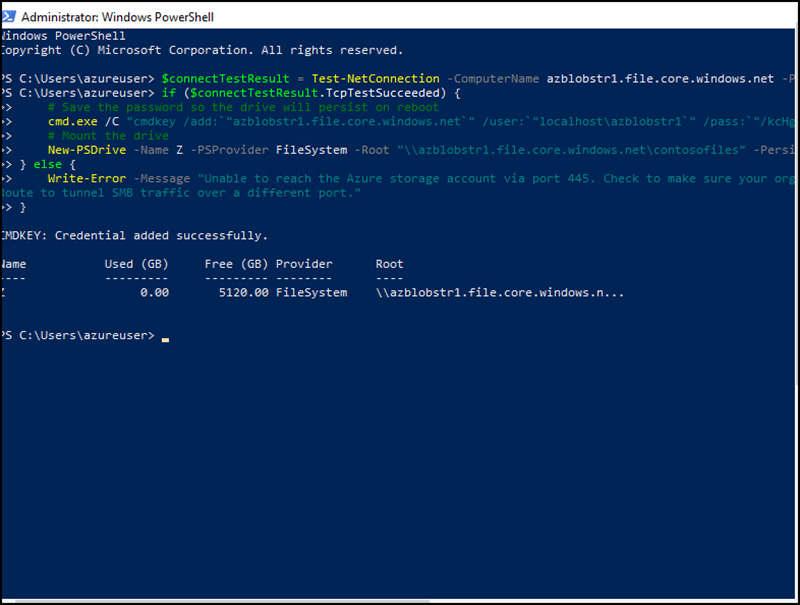 Administrator: Windows PowerShell
Windows PowerShell
Copyright (C) Microsoft Corporation. All rights reserved.
PS C:\Users\azureuser> $connectTestResult = Test-NetConnection -ComputerName azblobstr1.file.core.windows.net -P
PS C:\Users\azureuser> if ($connectTestResult.TcpTestSucceeded) {
>>     # Save the password so the drive will persist on reboot
>>     cmd.exe /C "cmdkey /add:`"azblobstr1.file.core.windows.net`" /user:`"localhost\azblobstr1`" /pass:`"/kcHg
>>     # Mount the drive
>>     New-PSDrive -Name Z -PSProvider FileSystem -Root "\\azblobstr1.file.core.windows.net\contosofiles" -Persi
>> } else {
>>     Write-Error -Message "Unable to reach the Azure storage account via port 445. Check to make sure your org
Route to tunnel SMB traffic over a different port."
>> }
CMDKEY: Credential added successfully.
Name           Used (GB)     Free (GB) Provider      Root
----           ---------     --------- --------      ----
Z                   0.00       5120.00 FileSystem    \\azblobstr1.file.core.windows.n...
PS C:\Users\azureuser>